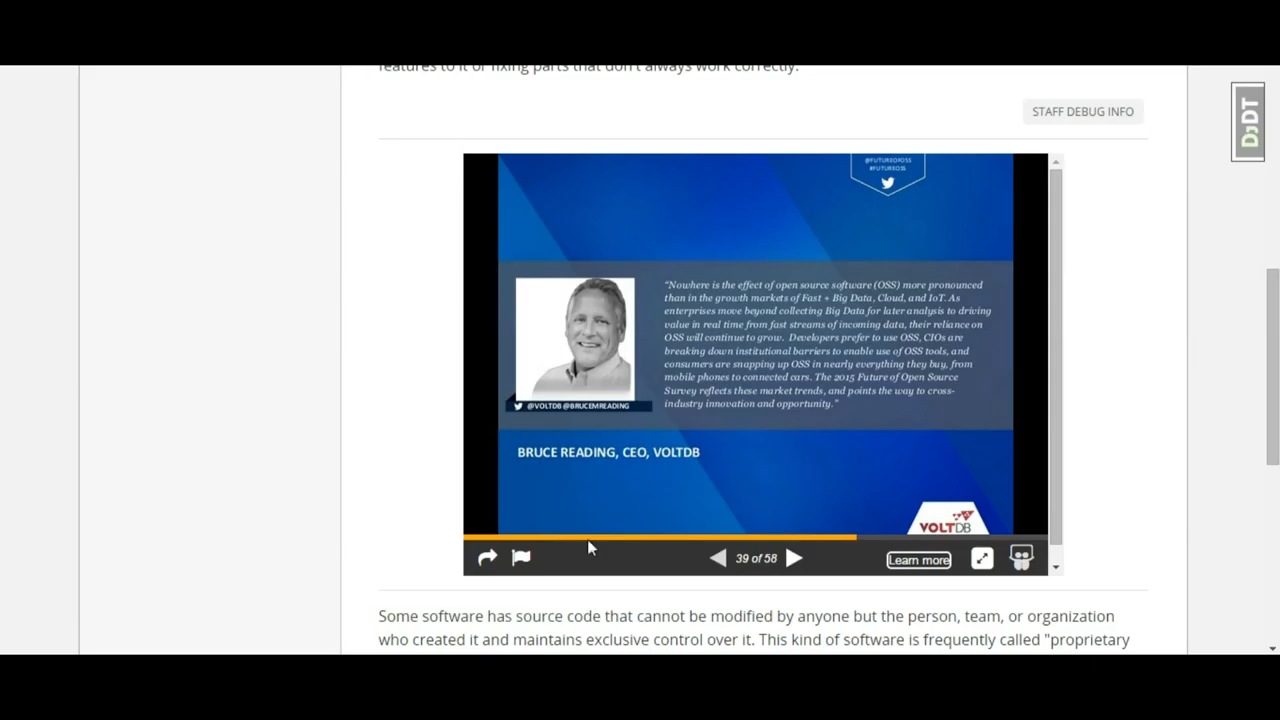 features to it or fixing parts that don't always work correctly.
STAFF DEBUG INFO
DjDT
@FUTUREOFOSS
#FUTUREOSS
"Nowhere is the effect of open source software (OSS) more pronounced
than in the growth markets of Fast + Big Data, Cloud, and IoT. As
enterprises move beyond collecting Big Data for later analysis to driving
value in real time from fast streams of incoming data, their reliance on
OSS will continue to grow. Developers prefer to use OSS, CIOs are
breaking down institutional barriers to enable use of OSS tools, and
consumers are snapping up OSS in nearly everything they buy, from
mobile phones to connected cars. The 2015 Future of Open Source
Survey reflects these market trends, and points the way to cross-
industry innovation and opportunity."
@VOLTDB @BRUCEMREADING
BRUCE READING, CEO, VOLTDB
VOLTDB
39 of 58
Learn more
Some software has source code that cannot be modified by anyone but the person, team, or organization
who created it and maintains exclusive control over it. This kind of software is frequently called "proprietary